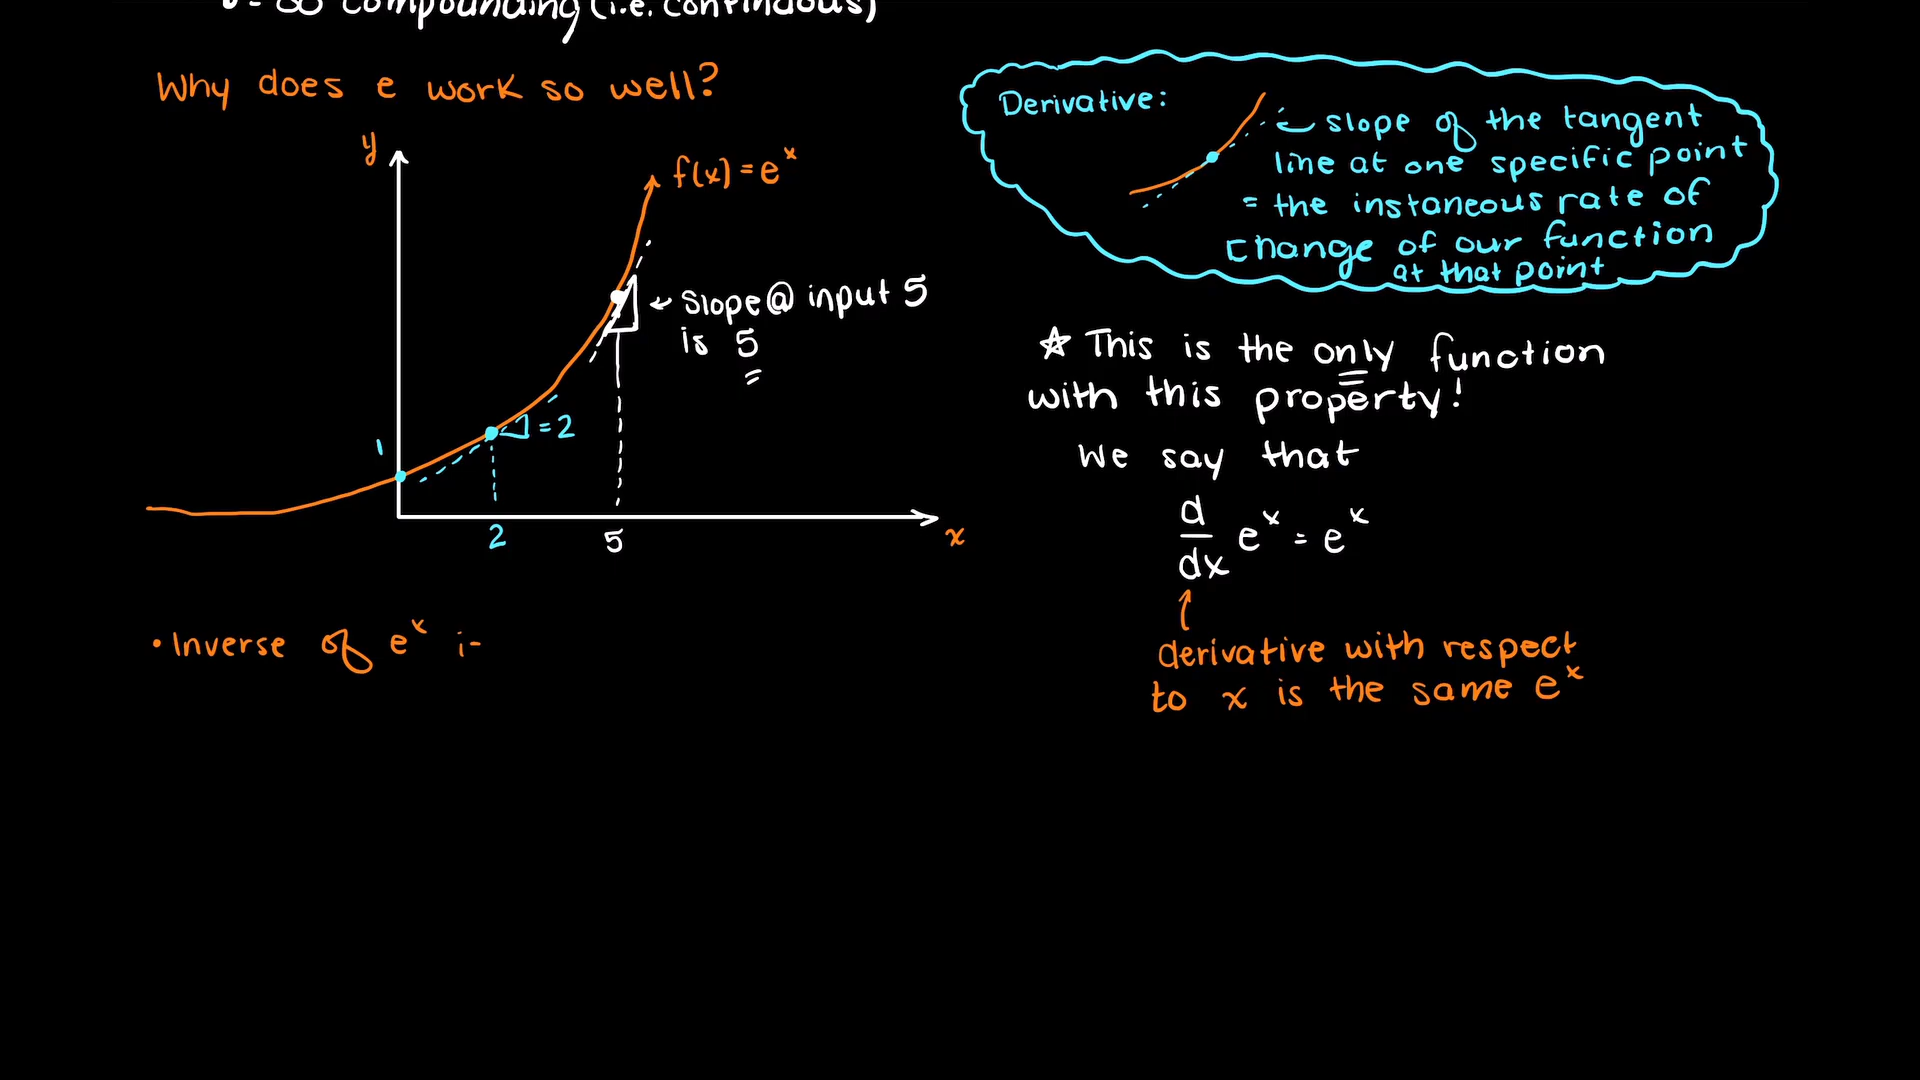 ∞ compounding (i.e. continuous)
Why does e work so well?
y
f(x) = e^x
← Slope @ input 5
is 5
= 2
1
2
5
x
• Inverse of e^x i-
Derivative:
← slope of the tangent
line at one specific point
= the instaneous rate of
change of our function
at that point
☆ This is the only function
with this property!
We say that
d/dx e^x = e^x
↑
derivative with respect
to x is the same e^x